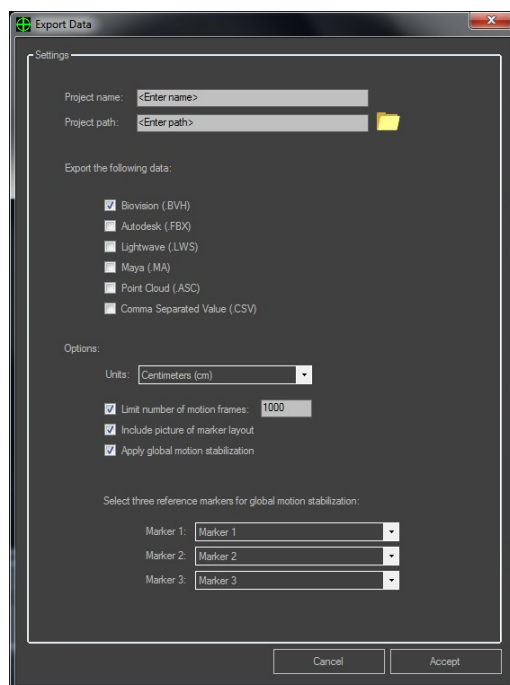 Export Data
Settings
Project name: <Enter name>
Project path: <Enter path>
Export the following data:
Biovision (.BVH)
Autodesk (.FBX)
Lightwave (.LWS)
Maya (.MA)
Point Cloud (.ASC)
Comma Separated Value (.CSV)
Options:
Units: Centimeters (cm)
Limit number of motion frames: 1000
Include picture of marker layout
Apply global motion stabilization
Select three reference markers for global motion stabilization:
Marker 1: Marker 1
Marker 2: Marker 2
Marker 3: Marker 3
Cancel Accept